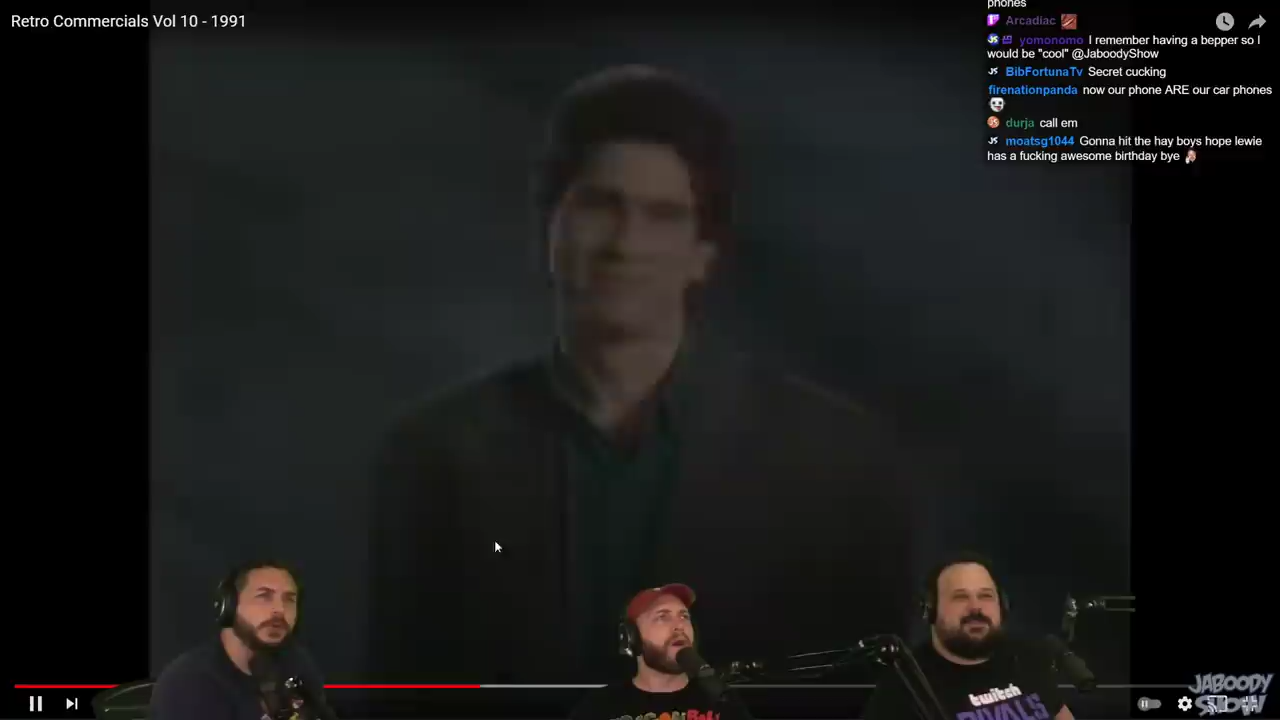 Retro Commercials Vol 10 - 1991
phones
Arcadiac
yomonomo I remember having a bepper so I
would be "cool" @JaboodyShow
BibFortunaTv Secret cucking
firenationpanda now our phone ARE our car phones
durja call em
moatsg1044 Gonna hit the hay boys hope lewie
has a fucking awesome birthday bye
twitch
RIVALS
JABOODY
SHOW